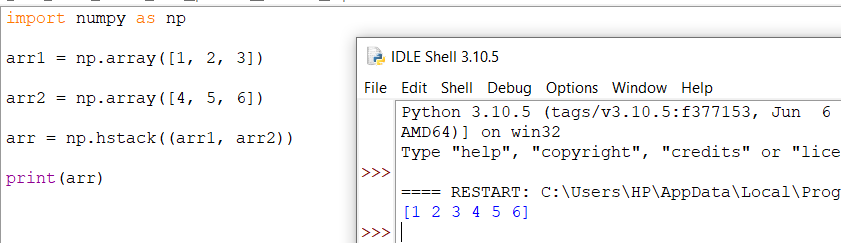 import numpy as np
arr1 = np.array([1, 2, 3])
arr2 = np.array([4, 5, 6])
arr = np.hstack((arr1, arr2))
print(arr)
IDLE Shell 3.10.5
File Edit Shell Debug Options Window Help
Python 3.10.5 (tags/v3.10.5:f377153, Jun 6
AMD64)] on win32
Type "help", "copyright", "credits" or "lice
>>>
==== RESTART: C:\Users\HP\AppData\Local\Prog
[1 2 3 4 5 6]
>>>